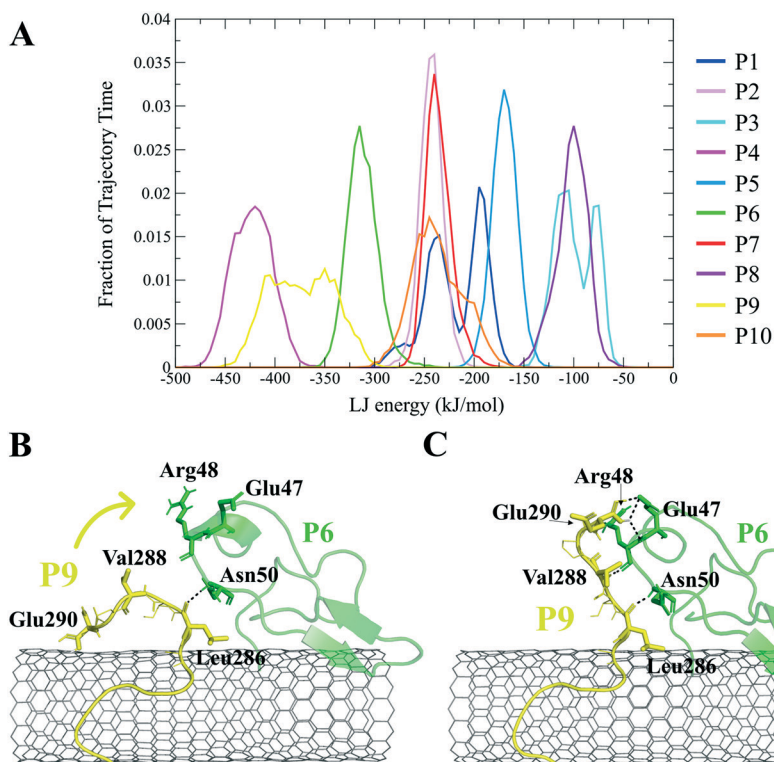 A
Fraction of Trajectory Time
0.04
0.035
0.03
0.025
0.02
0.015
0.01
0.005
0
-500 -450 -400 -350 -300 -250 -200 -150 -100 -50 0
LJ energy (kJ/mol)
P1
P2
P3
P4
P5
P6
P7
P8
P9
P10
B
Arg48
Glu47
P6
P9
Val288
Asn50
Glu290
Leu286
C
Arg48
Glu290
Glu47
P6
Val288
Asn50
P9
Leu286